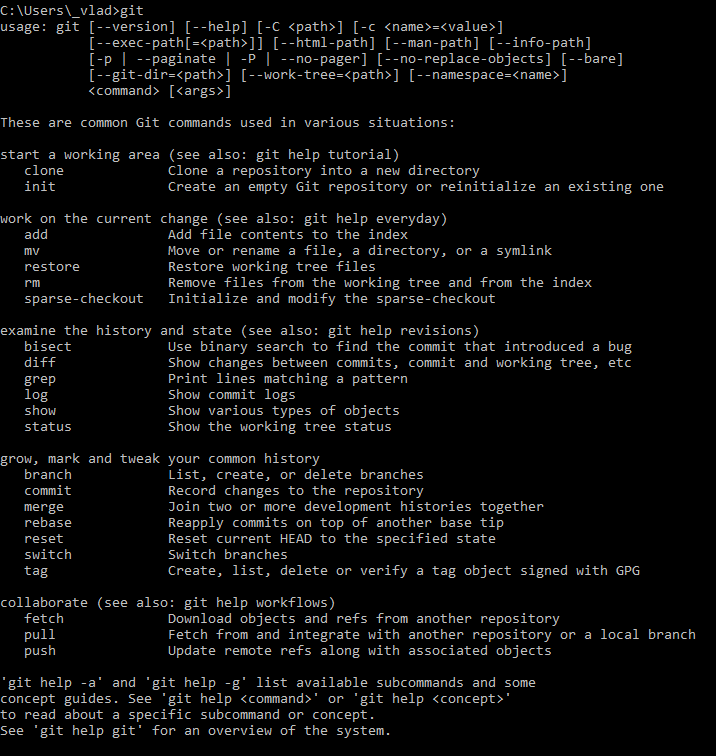 C:\Users\_vlad>git
usage: git [--version] [--help] [-C <path>] [-c <name>=<value>]
           [--exec-path[=<path>]] [--html-path] [--man-path] [--info-path]
           [-p | --paginate | -P | --no-pager] [--no-replace-objects] [--bare]
           [--git-dir=<path>] [--work-tree=<path>] [--namespace=<name>]
           <command> [<args>]

These are common Git commands used in various situations:

start a working area (see also: git help tutorial)
   clone             Clone a repository into a new directory
   init              Create an empty Git repository or reinitialize an existing one

work on the current change (see also: git help everyday)
   add               Add file contents to the index
   mv                Move or rename a file, a directory, or a symlink
   restore           Restore working tree files
   rm                Remove files from the working tree and from the index
   sparse-checkout   Initialize and modify the sparse-checkout

examine the history and state (see also: git help revisions)
   bisect            Use binary search to find the commit that introduced a bug
   diff              Show changes between commits, commit and working tree, etc
   grep              Print lines matching a pattern
   log               Show commit logs
   show              Show various types of objects
   status            Show the working tree status

grow, mark and tweak your common history
   branch            List, create, or delete branches
   commit            Record changes to the repository
   merge             Join two or more development histories together
   rebase            Reapply commits on top of another base tip
   reset             Reset current HEAD to the specified state
   switch            Switch branches
   tag               Create, list, delete or verify a tag object signed with GPG

collaborate (see also: git help workflows)
   fetch             Download objects and refs from another repository
   pull              Fetch from and integrate with another repository or a local branch
   push              Update remote refs along with associated objects

'git help -a' and 'git help -g' list available subcommands and some
concept guides. See 'git help <command>' or 'git help <concept>'
to read about a specific subcommand or concept.
See 'git help git' for an overview of the system.